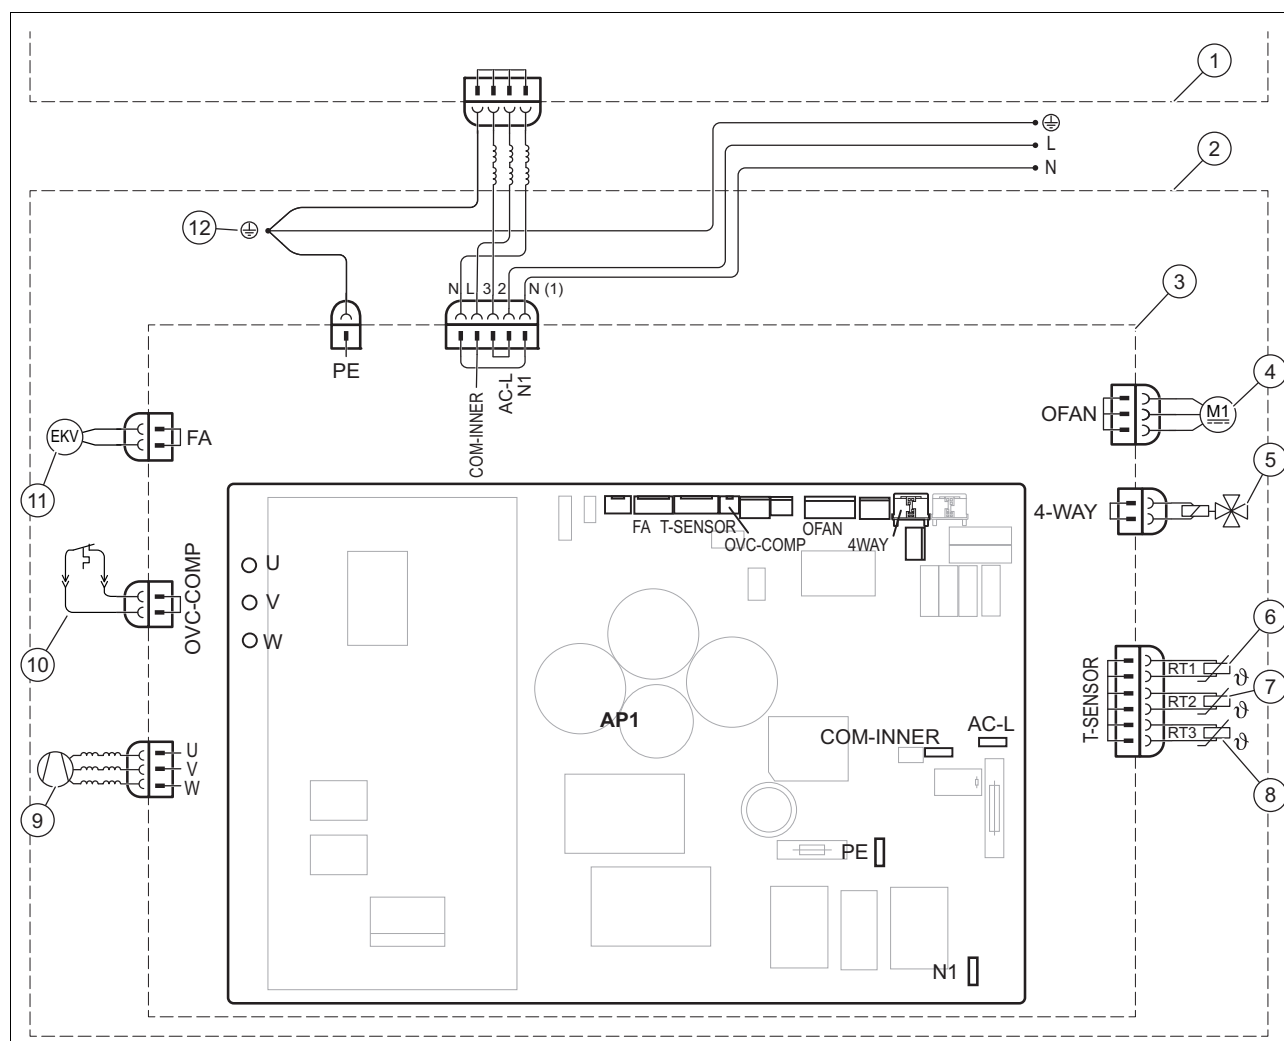 1
L
N
2
12
N L 3 2 N (1)
3
PE
COM-INNER
AC-L
N1
4
OFAN
M1
EKV
FA
5
11
4-WAY
FA T-SENSOR
OVC-COMP
OFAN
4WAY
U
V
W
OVC-COMP
10
6
T-SENSOR
RT1 ϑ
7
RT2 ϑ
RT3 ϑ
AP1
COM-INNER
AC-L
U
V
W
9
8
PE
N1